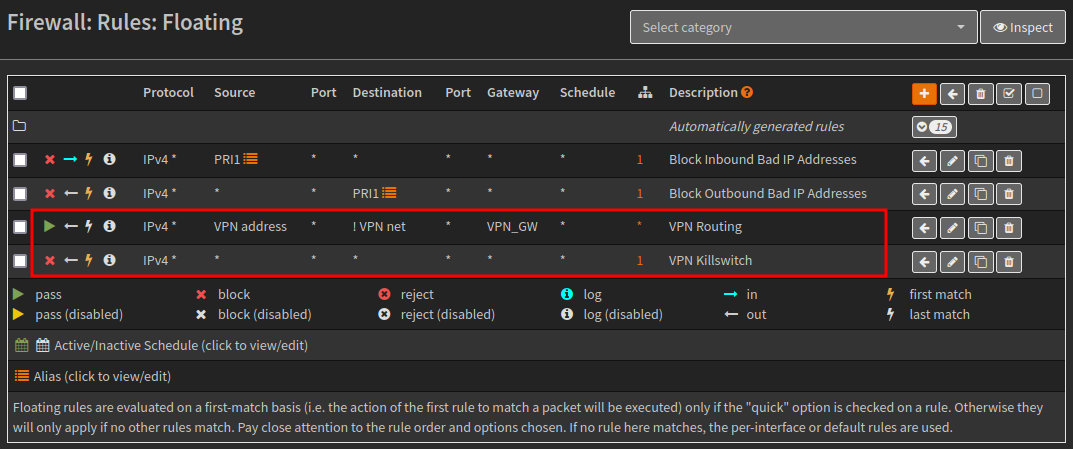 Firewall: Rules: Floating
Select category
Inspect
Protocol Source Port Destination Port Gateway Schedule Description ?
Automatically generated rules 15
IPv4 * PRI1 * * * * * 1 Block Inbound Bad IP Addresses
IPv4 * * * PRI1 * * * 1 Block Outbound Bad IP Addresses
IPv4 * VPN address * ! VPN net * VPN_GW * * VPN Routing
IPv4 * * * * * * * 1 VPN Killswitch
pass block reject log in first match
pass (disabled) block (disabled) reject (disabled) log (disabled) out last match
Active/Inactive Schedule (click to view/edit)
Alias (click to view/edit)
Floating rules are evaluated on a first-match basis (i.e. the action of the first rule to match a packet will be executed) only if the "quick" option is checked on a rule. Otherwise they
will only apply if no other rules match. Pay close attention to the rule order and options chosen. If no rule here matches, the per-interface or default rules are used.